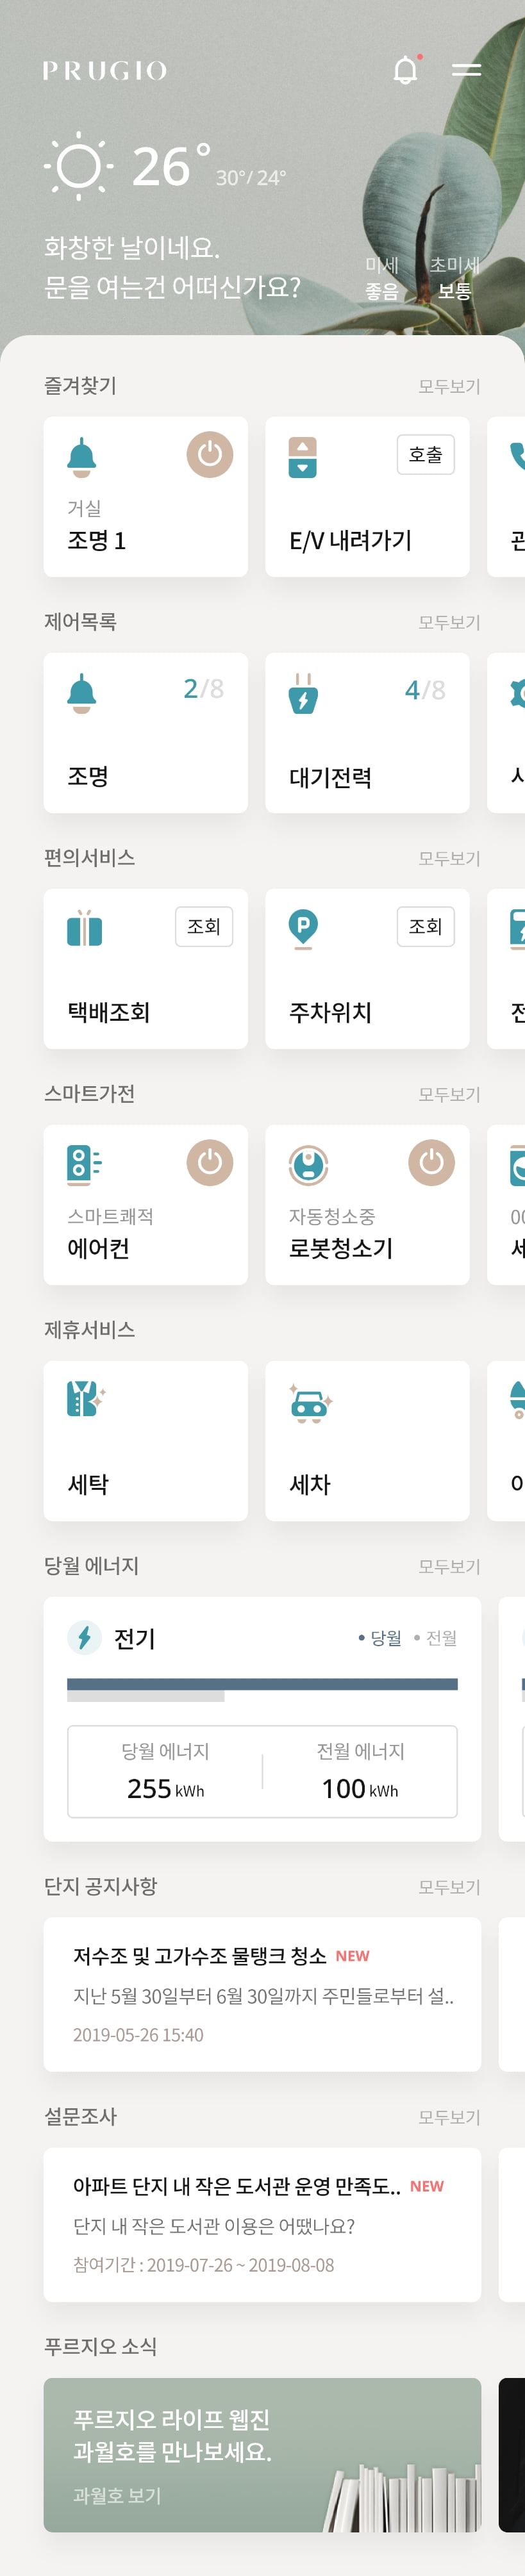 PRUGIO
26° 30°/ 24°
화창한 날이네요.
문을 여는건 어떠신가요?
미세 초미세
좋음 보통
즐겨찾기 모두보기
호출
거실
조명 1 E/V 내려가기
제어목록 모두보기
2/8 4/8
조명 대기전력
편의서비스 모두보기
조회 조회
택배조회 주차위치
스마트가전 모두보기
스마트쾌적 자동청소중
에어컨 로봇청소기
제휴서비스
세탁 세차
당월 에너지 모두보기
전기 • 당월 • 전월
당월 에너지 전월 에너지
255 kWh 100 kWh
단지 공지사항 모두보기
저수조 및 고가수조 물탱크 청소 NEW
지난 5월 30일부터 6월 30일까지 주민들로부터 설..
2019-05-26 15:40
설문조사 모두보기
아파트 단지 내 작은 도서관 운영 만족도.. NEW
단지 내 작은 도서관 이용은 어땠나요?
참여기간 : 2019-07-26 ~ 2019-08-08
푸르지오 소식
푸르지오 라이프 웹진
과월호를 만나보세요.
과월호 보기